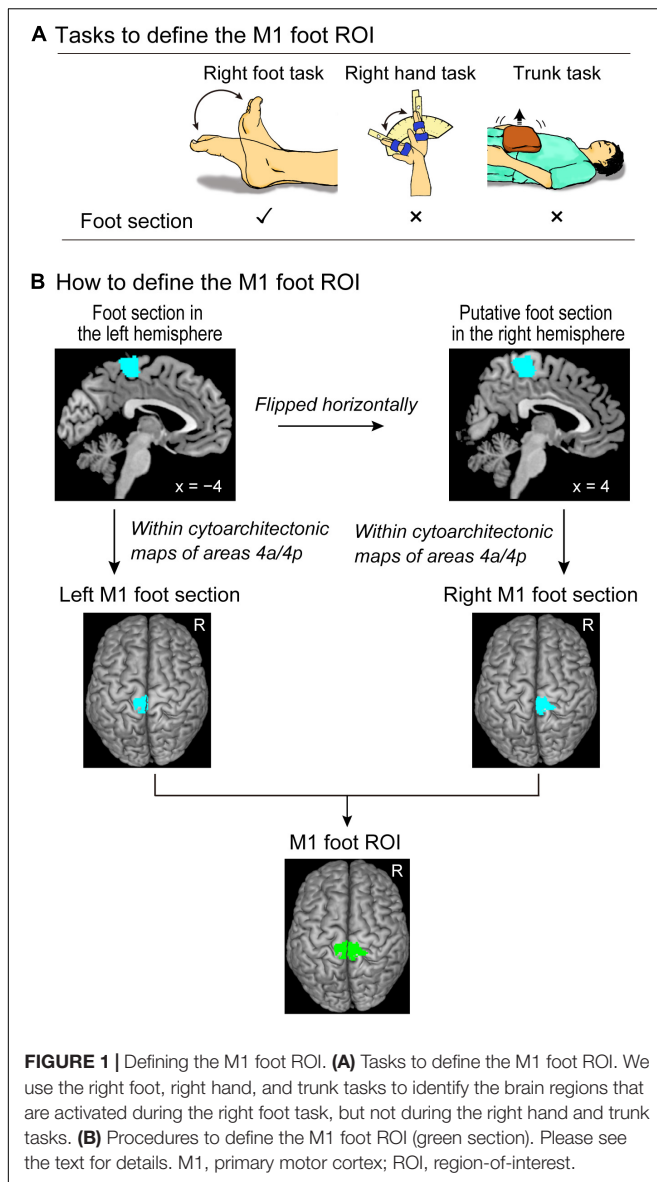 A Tasks to define the M1 foot ROI
Right foot task Right hand task Trunk task
Foot section ✓ × ×
B How to define the M1 foot ROI
Foot section in
the left hemisphere
Putative foot section
in the right hemisphere
Flipped horizontally
x = −4
x = 4
Within cytoarchitectonic
maps of areas 4a/4p
Within cytoarchitectonic
maps of areas 4a/4p
Left M1 foot section
Right M1 foot section
R
R
M1 foot ROI
R
FIGURE 1 | Defining the M1 foot ROI. (A) Tasks to define the M1 foot ROI. We
use the right foot, right hand, and trunk tasks to identify the brain regions that
are activated during the right foot task, but not during the right hand and trunk
tasks. (B) Procedures to define the M1 foot ROI (green section). Please see
the text for details. M1, primary motor cortex; ROI, region-of-interest.